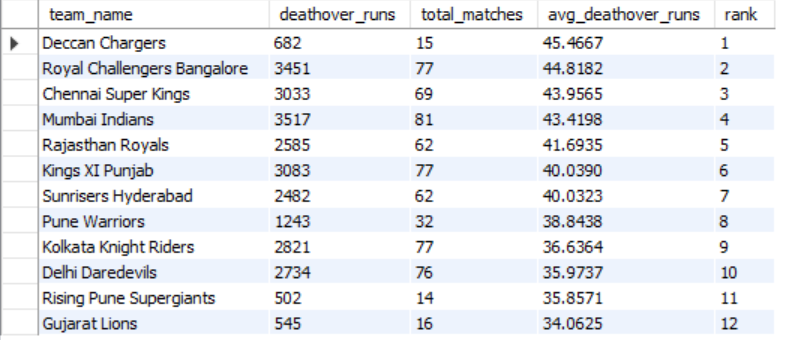 team_name deathover_runs total_matches avg_deathover_runs rank
Deccan Chargers 682 15 45.4667 1
Royal Challengers Bangalore 3451 77 44.8182 2
Chennai Super Kings 3033 69 43.9565 3
Mumbai Indians 3517 81 43.4198 4
Rajasthan Royals 2585 62 41.6935 5
Kings XI Punjab 3083 77 40.0390 6
Sunrisers Hyderabad 2482 62 40.0323 7
Pune Warriors 1243 32 38.8438 8
Kolkata Knight Riders 2821 77 36.6364 9
Delhi Daredevils 2734 76 35.9737 10
Rising Pune Supergiants 502 14 35.8571 11
Gujarat Lions 545 16 34.0625 12